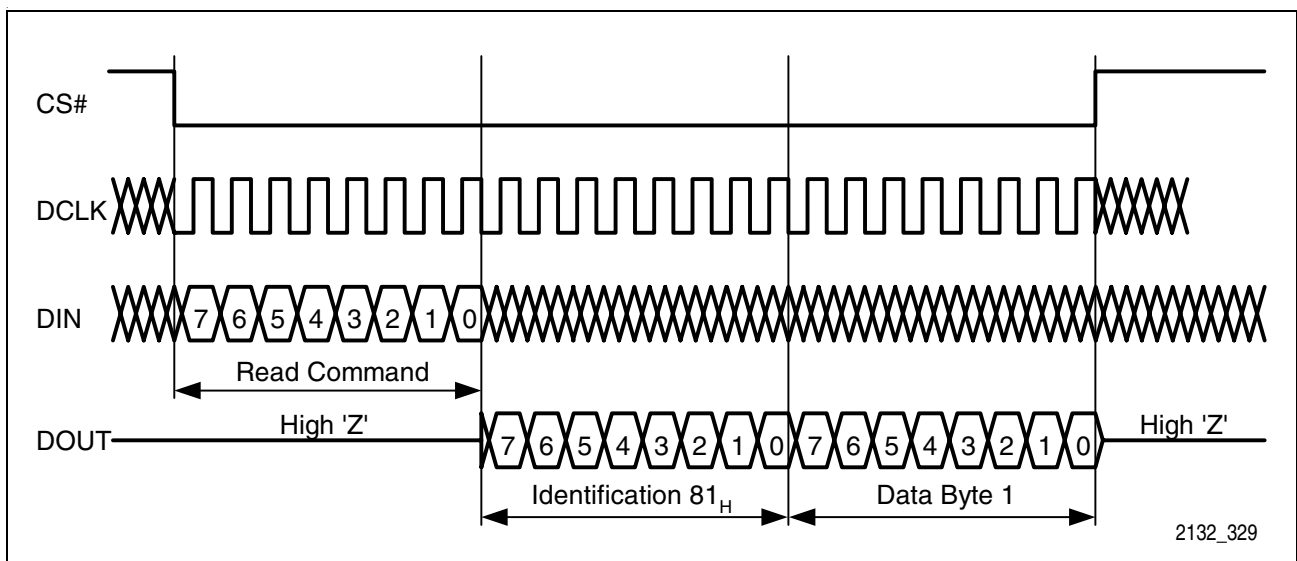 CS#
DCLK
DIN 7 6 5 4 3 2 1 0
Read Command
DOUT High 'Z' 7 6 5 4 3 2 1 0 7 6 5 4 3 2 1 0 High 'Z'
Identification 81H Data Byte 1
2132_329